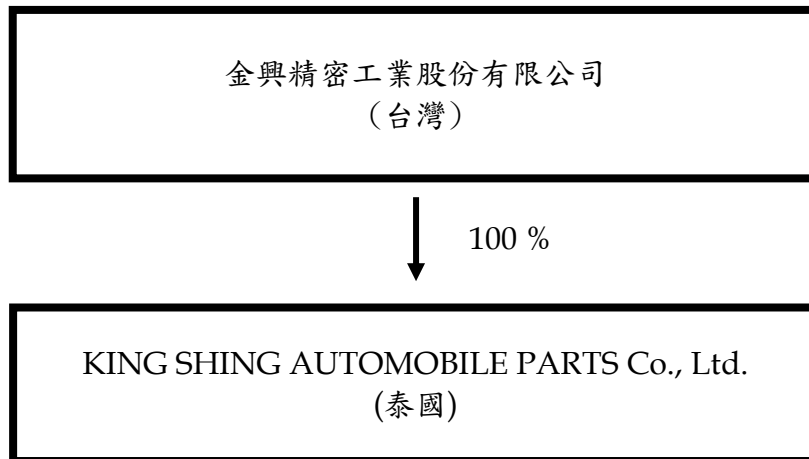 金興精密工業股份有限公司
（台灣）
100 %
KING SHING AUTOMOBILE PARTS Co., Ltd.
(泰國)